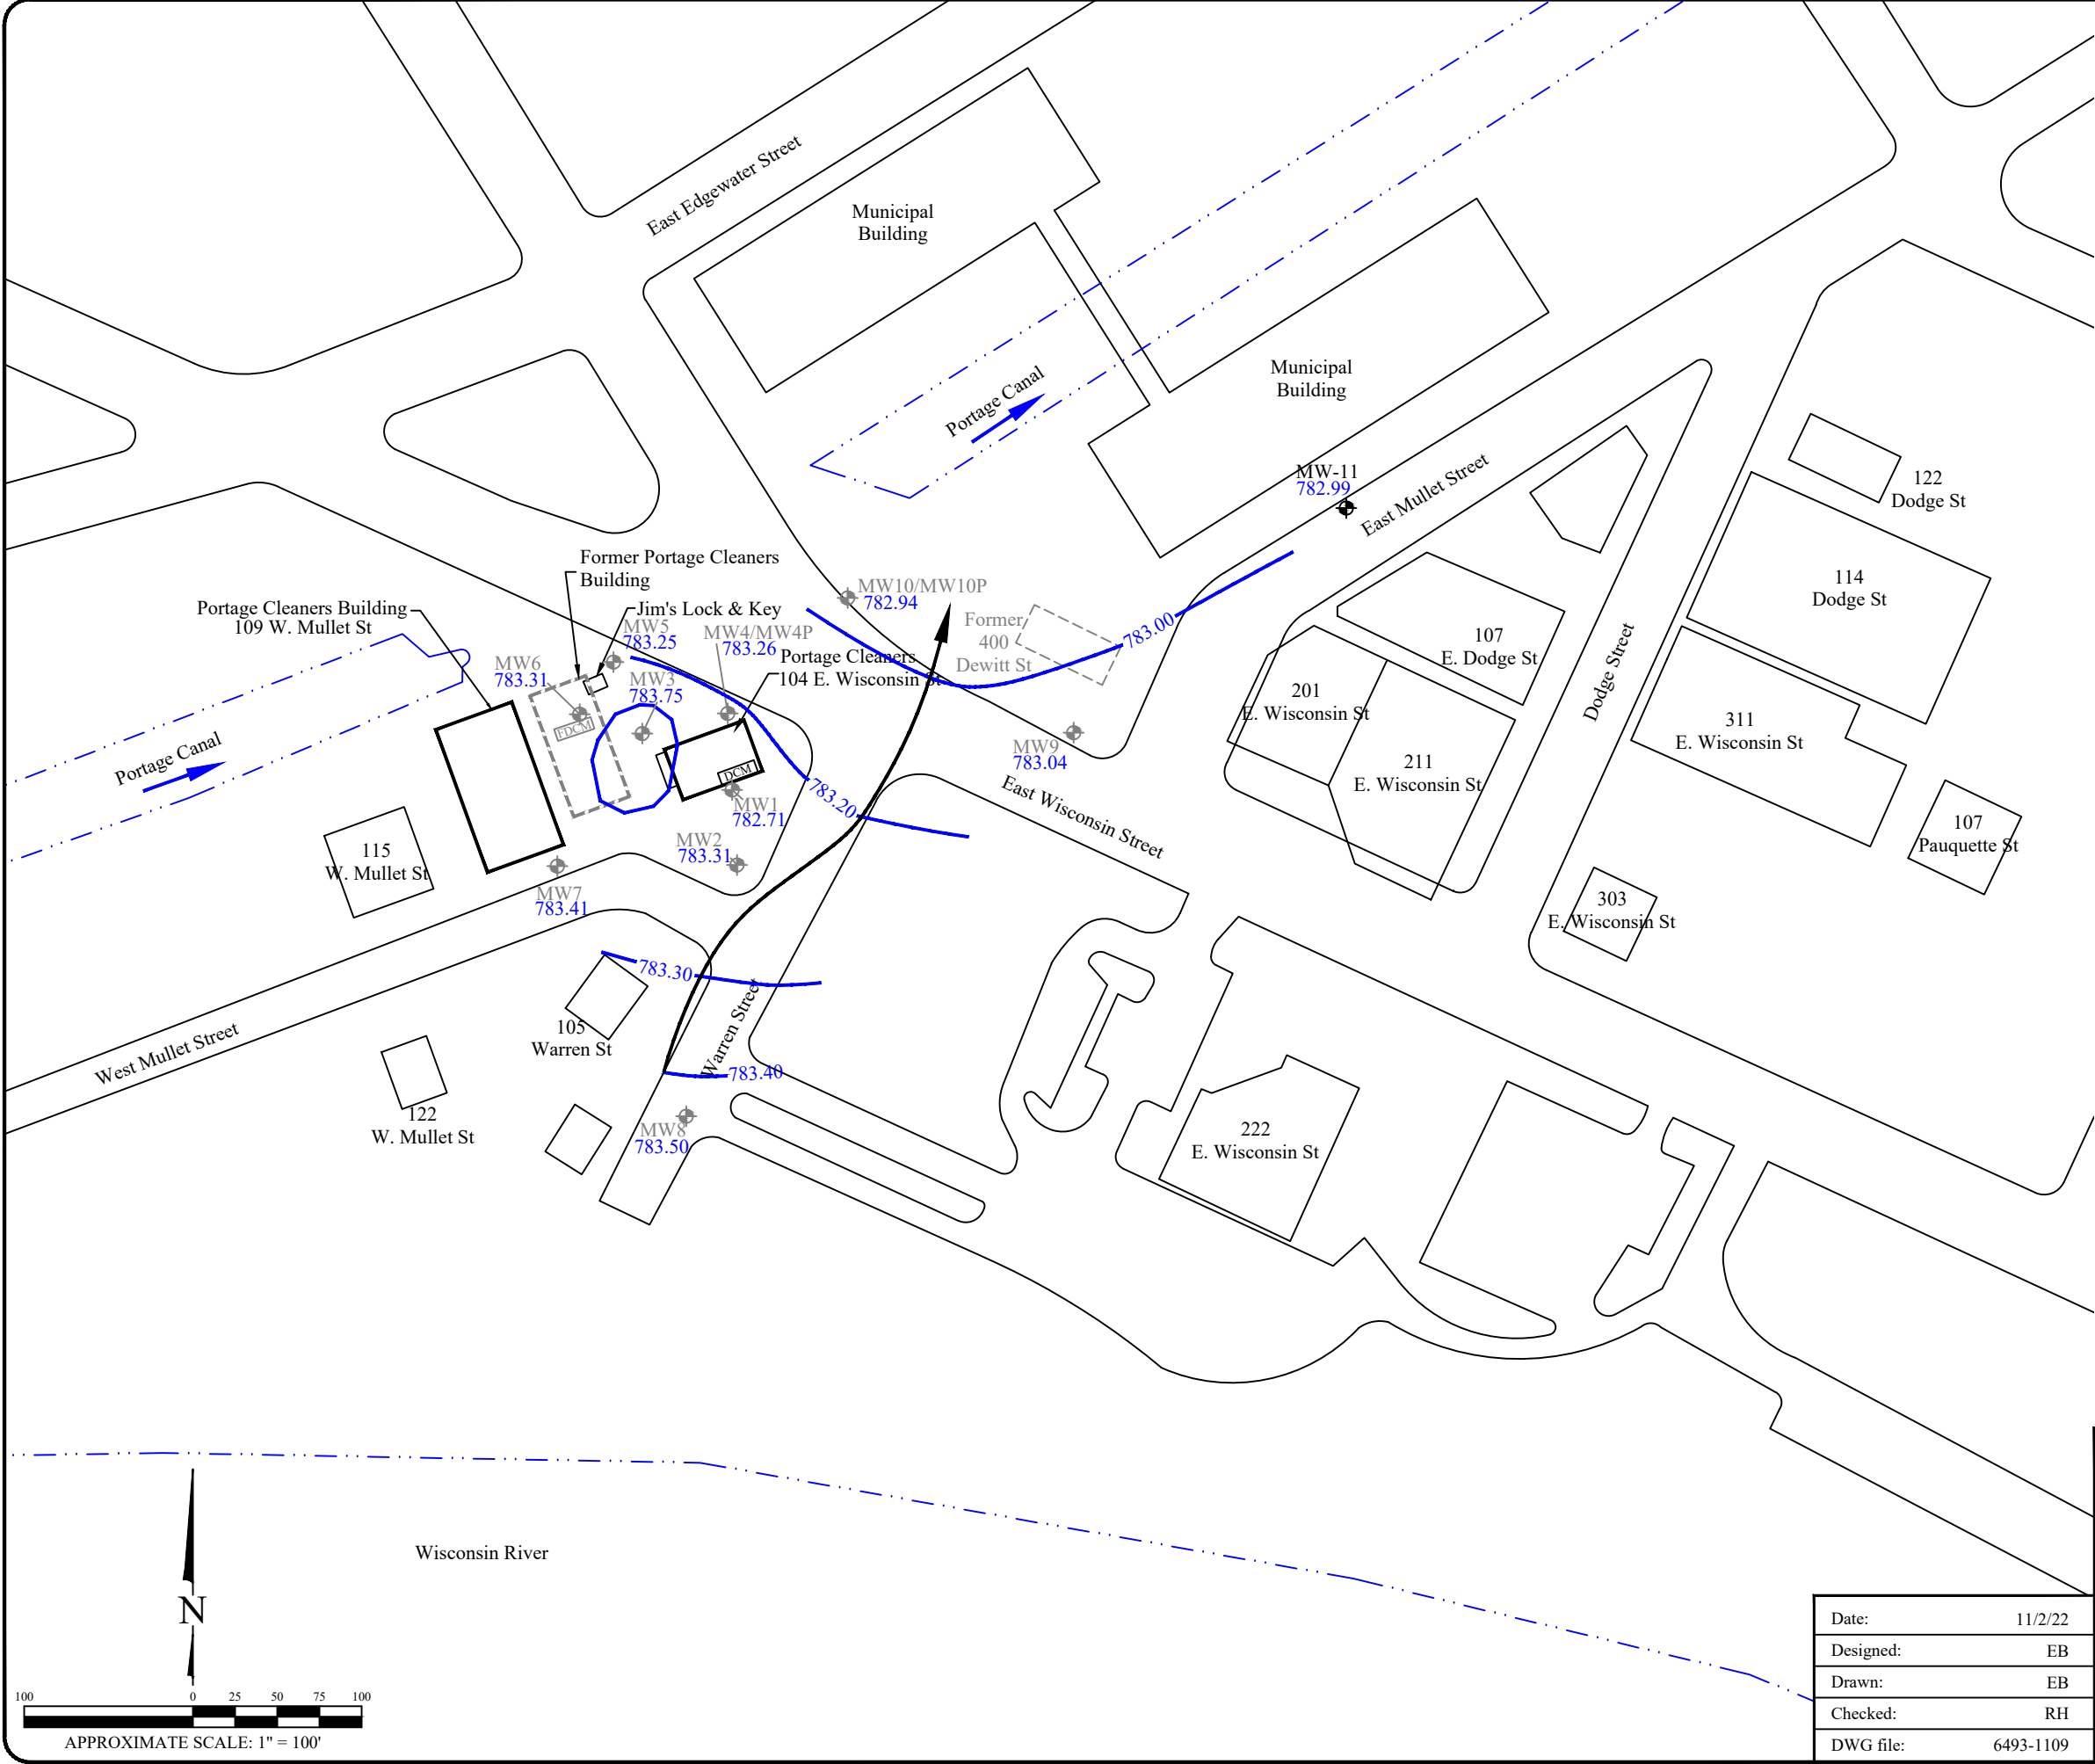 East Edgewater Street
Municipal
Building
Municipal
Building
Portage Canal
MW-11
782.99
East Mullet Street
122
Dodge St
114
Dodge St
Former Portage Cleaners
Building
Jim's Lock & Key
Portage Cleaners Building
109 W. Mullet St
MW10/MW10P
782.94
MW5
783.25
MW4/MW4P
783.26
Former
400
Dewitt St
783.00
107
E. Dodge St
Dodge Street
MW6
783.31
MW3
783.75
Portage Cleaners
104 E. Wisconsin St
FDCM
DCM
201
E. Wisconsin St
311
E. Wisconsin St
Portage Canal
MW9
783.04
211
E. Wisconsin St
783.20
East Wisconsin Street
MW1
782.71
MW2
783.31
115
W. Mullet St
107
Pauquette St
MW7
783.41
303
E. Wisconsin St
783.30
Warren Street
105
Warren St
West Mullet Street
783.40
122
W. Mullet St
MW8
783.50
222
E. Wisconsin St
Wisconsin River
N
100 0 25 50 75 100
APPROXIMATE SCALE: 1" = 100'
Date: 11/2/22
Designed: EB
Drawn: EB
Checked: RH
DWG file: 6493-1109